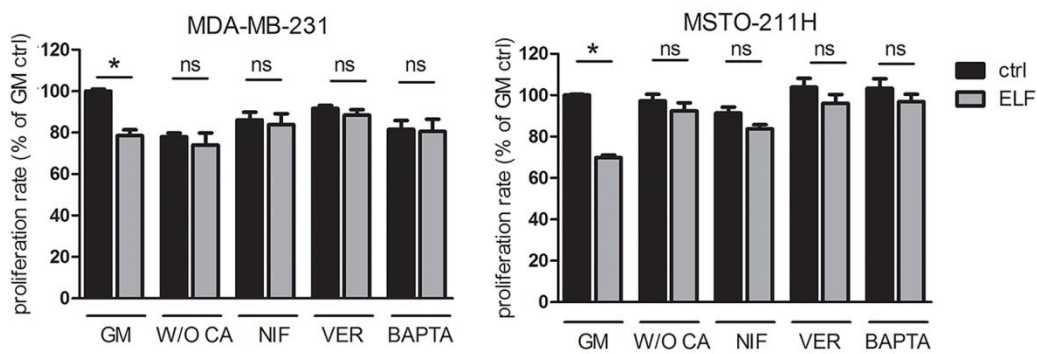 MDA-MB-231
proliferation rate (% of GM ctrl)
120
100
80
60
40
20
0
*
ns
ns
ns
ns
GM
W/O CA
NIF
VER
BAPTA
MSTO-211H
proliferation rate (% of GM ctrl)
120
100
80
60
40
20
0
*
ns
ns
ns
ns
GM
W/O CA
NIF
VER
BAPTA
ctrl
ELF